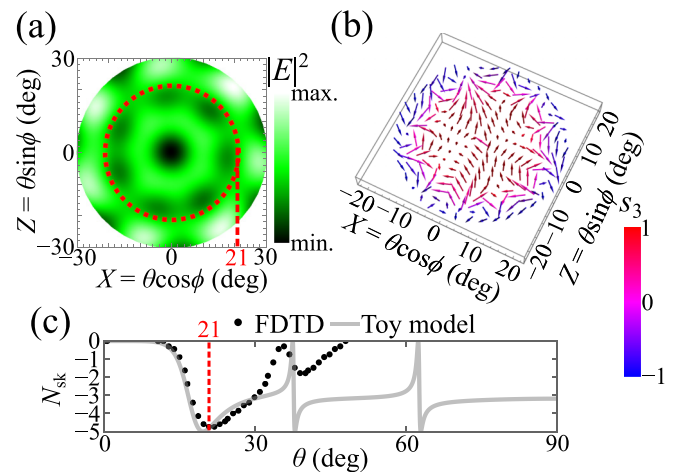 (a)
30
0
−30
−30
0
21
30
Z = θsinϕ (deg)
X = θcosϕ (deg)
|E|²
max.
min.
(b)
−20
−10
0
10
20
X = θcosϕ (deg)
−20
−10
0
10
20
Z = θsinϕ (deg)
S₃
1
0
−1
(c)
FDTD
Toy model
21
0
−1
−2
−3
−4
−5
Nsk
0
30
60
90
θ (deg)